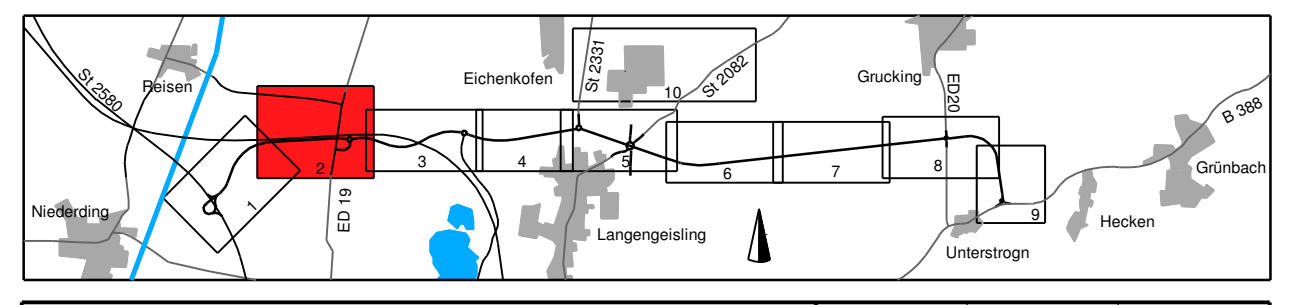 St 2580
Reisen
Eichenkofen
St 2331
10
St 2082
Grucking
ED20
B 388
Grünbach
Niederding
1
2
ED 19
3
4
5
Langengeisling
6
7
8
9
Unterstrogn
Hecken